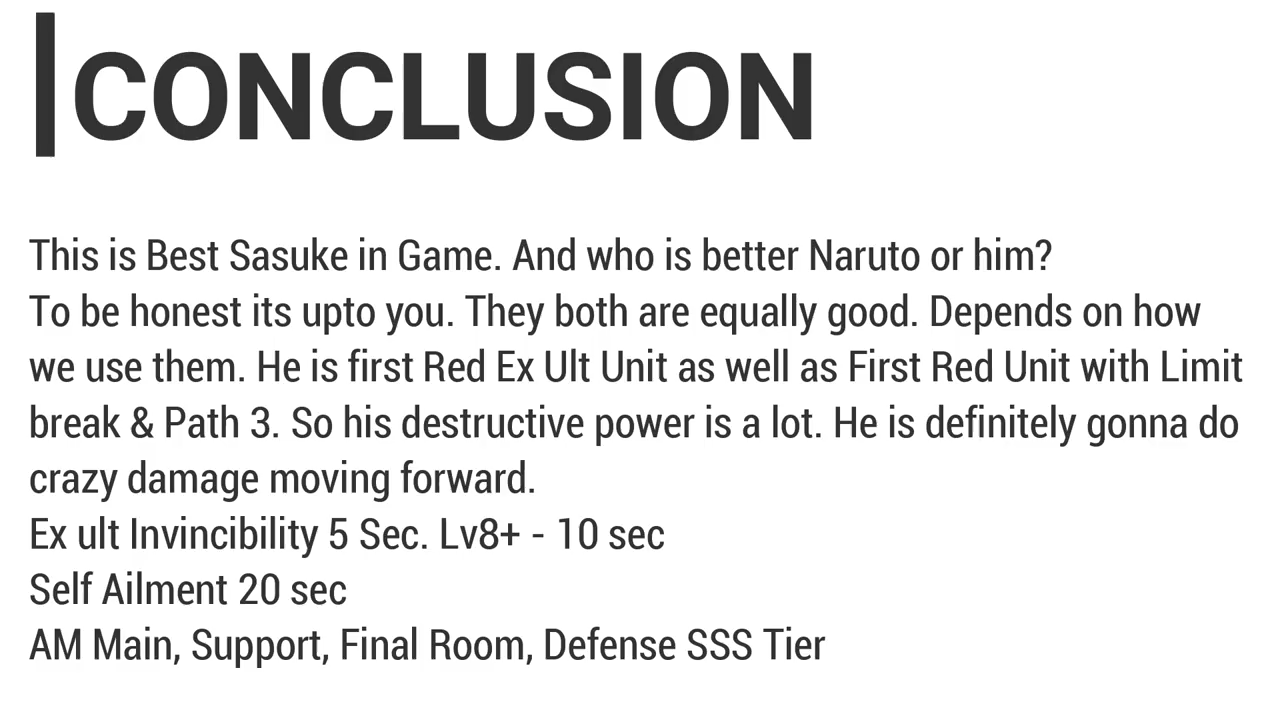 CONCLUSION
This is Best Sasuke in Game. And who is better Naruto or him?
To be honest its upto you. They both are equally good. Depends on how
we use them. He is first Red Ex Ult Unit as well as First Red Unit with Limit
break & Path 3. So his destructive power is a lot. He is definitely gonna do
crazy damage moving forward.
Ex ult Invincibility 5 Sec. Lv8+ - 10 sec
Self Ailment 20 sec
AM Main, Support, Final Room, Defense SSS Tier